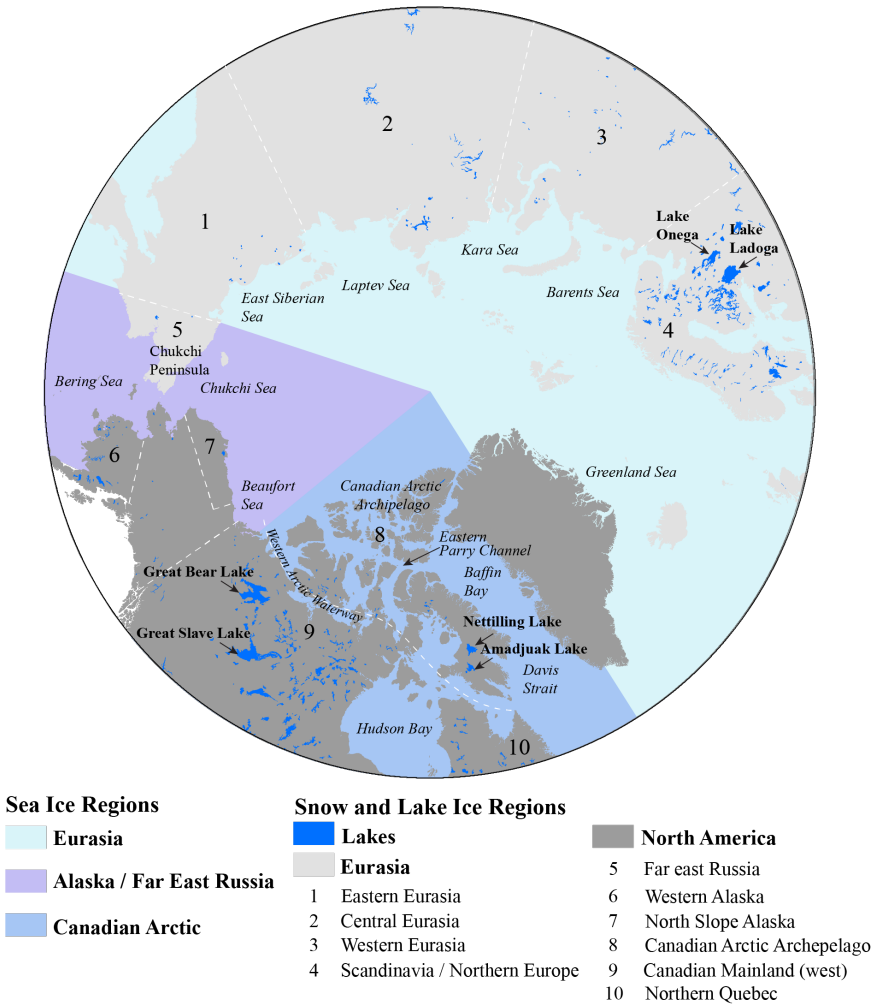 2
3
1
Lake
Onega
Lake
Ladoga
Kara Sea
Laptev Sea
East Siberian
Sea
Barents Sea
4
5
Chukchi
Peninsula
Bering Sea
Chukchi Sea
6
7
Greenland Sea
Beaufort
Sea
Canadian Arctic
Archipelago
8
Eastern
Parry Channel
Western Arctic Waterway
Baffin
Bay
Great Bear Lake
Great Slave Lake
9
Nettilling Lake
Amadjuak Lake
Davis
Strait
Hudson Bay
10
Sea Ice Regions
Eurasia
Alaska / Far East Russia
Canadian Arctic
Snow and Lake Ice Regions
Lakes
Eurasia
1 Eastern Eurasia
2 Central Eurasia
3 Western Eurasia
4 Scandinavia / Northern Europe
North America
5 Far east Russia
6 Western Alaska
7 North Slope Alaska
8 Canadian Arctic Archepelago
9 Canadian Mainland (west)
10 Northern Quebec